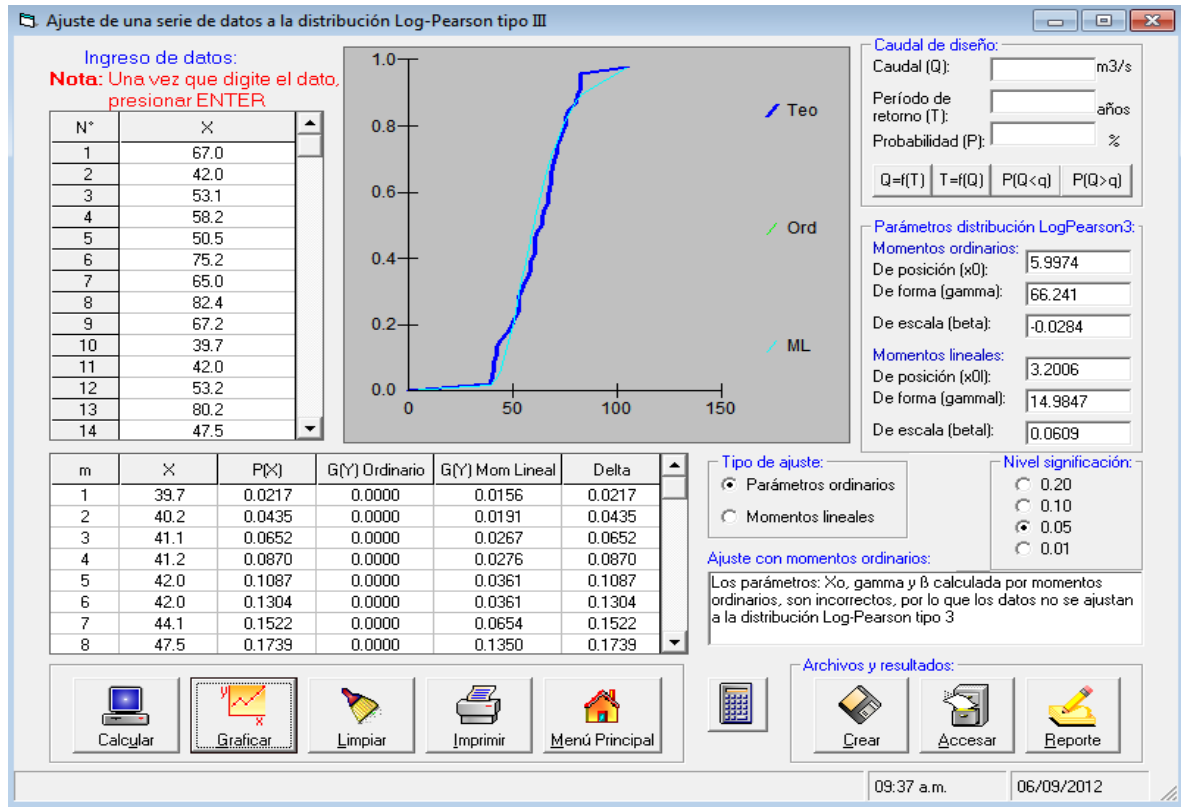 Ajuste de una serie de datos a la distribución Log-Pearson tipo III
Ingreso de datos:
Nota: Una vez que digite el dato,
presionar ENTER
N° X
1 67.0
2 42.0
3 53.1
4 58.2
5 50.5
6 75.2
7 65.0
8 82.4
9 67.2
10 39.7
11 42.0
12 53.2
13 80.2
14 47.5
1.0
0.8
0.6
0.4
0.2
0.0
0 50 100 150
Teo
Ord
ML
Caudal de diseño:
Caudal (Q): m3/s
Período de
retorno (T): años
Probabilidad (P): %
Q=f(T) T=f(Q) P(Q<q) P(Q>q)
Parámetros distribución LogPearson3:
Momentos ordinarios:
De posición (x0): 5.9974
De forma (gamma): 66.241
De escala (beta): -0.0284
Momentos lineales:
De posición (x0l): 3.2006
De forma (gammal): 14.9847
De escala (betal): 0.0609
m X P(X) G(Y) Ordinario G(Y) Mom Lineal Delta
1 39.7 0.0217 0.0000 0.0156 0.0217
2 40.2 0.0435 0.0000 0.0191 0.0435
3 41.1 0.0652 0.0000 0.0267 0.0652
4 41.2 0.0870 0.0000 0.0276 0.0870
5 42.0 0.1087 0.0000 0.0361 0.1087
6 42.0 0.1304 0.0000 0.0361 0.1304
7 44.1 0.1522 0.0000 0.0654 0.1522
8 47.5 0.1739 0.0000 0.1350 0.1739
Tipo de ajuste:
Parámetros ordinarios
Momentos lineales
Nivel significación:
0.20
0.10
0.05
0.01
Ajuste con momentos ordinarios:
Los parámetros: Xo, gamma y ß calculada por momentos
ordinarios, son incorrectos, por lo que los datos no se ajustan
a la distribución Log-Pearson tipo 3
Calcular
y
x
Graficar
Limpiar
Imprimir
Menú Principal
Archivos y resultados:
Crear
Accesar
Reporte
09:37 a.m. 06/09/2012